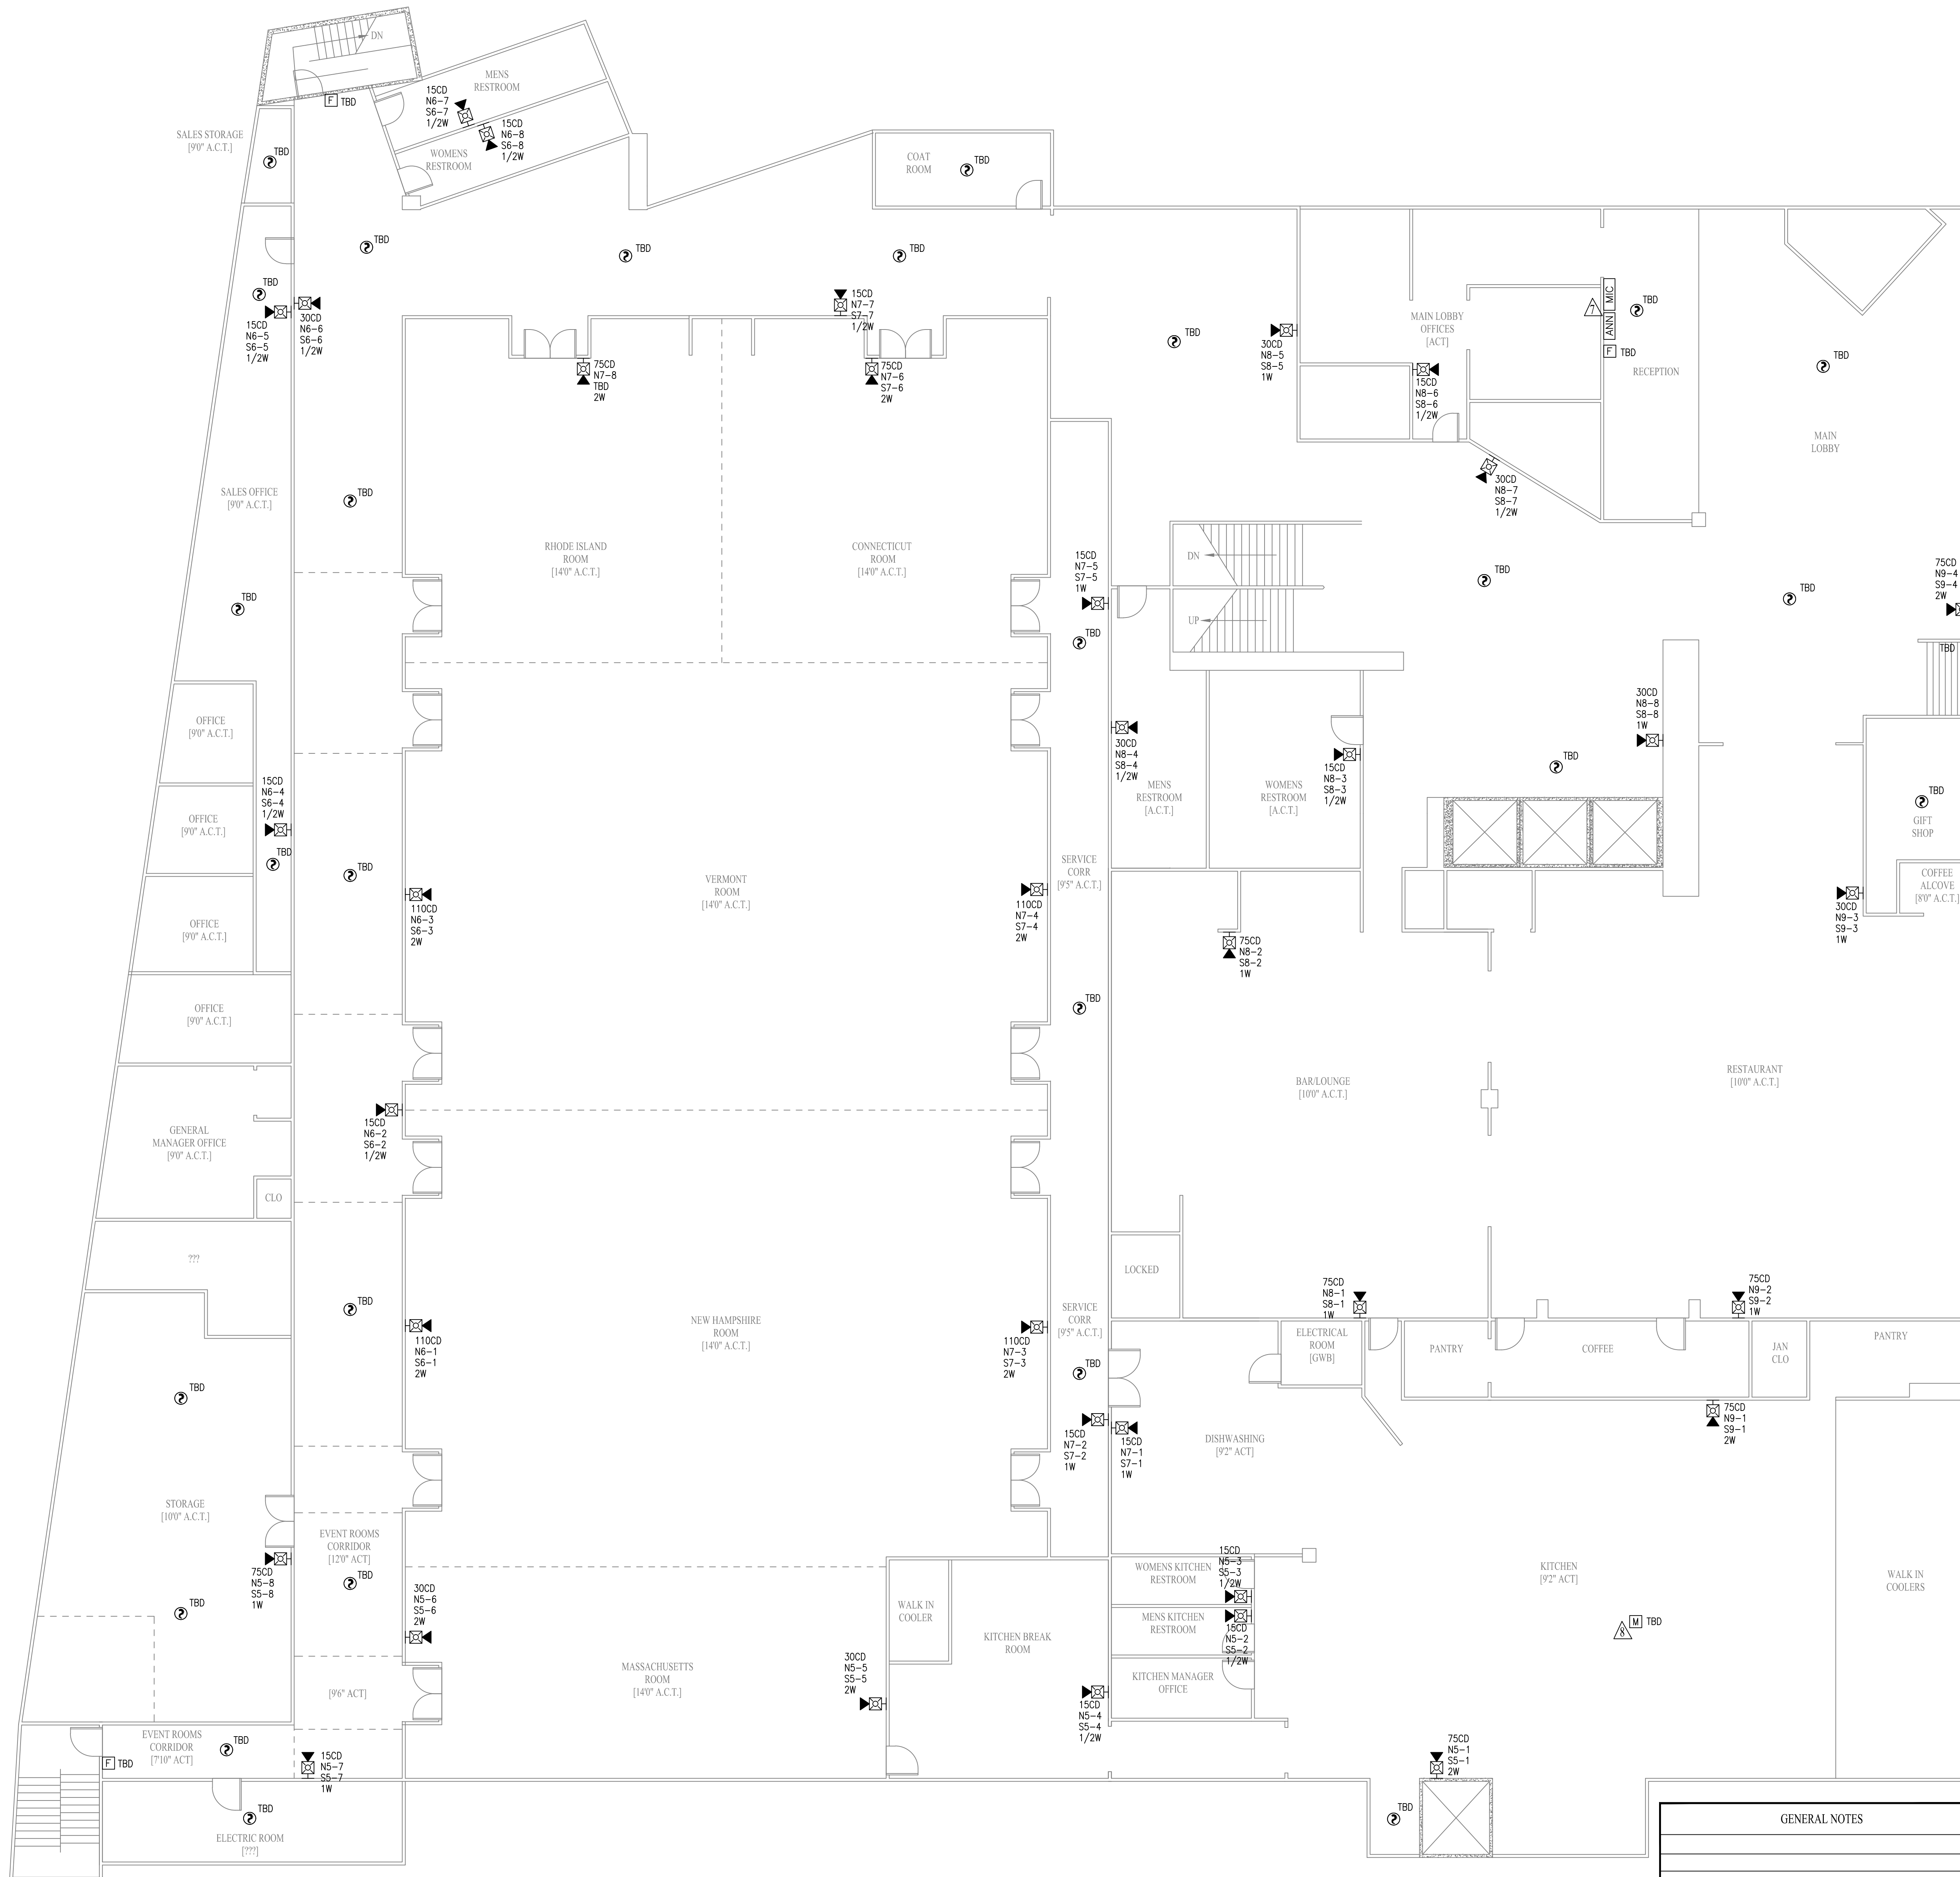 DN
MENS
RESTROOM
15CD
N6-7
S6-7
1/2W
F TBD
15CD
N6-8
S6-8
1/2W
SALES STORAGE
[9'0" A.C.T.]
TBD
WOMENS
RESTROOM
COAT
ROOM
TBD
TBD
TBD
TBD
TBD
15CD
N6-5
S6-5
1/2W
30CD
N6-6
S6-6
1/2W
15CD
N7-7
S7-7
1/2W
75CD
N7-8
TBD
2W
75CD
N7-6
S7-6
2W
TBD
30CD
N8-5
S8-5
1W
MAIN LOBBY
OFFICES
[ACT]
15CD
N8-6
S8-6
1/2W
7
MIC
ANN
TBD
F TBD
RECEPTION
TBD
MAIN
LOBBY
30CD
N8-7
S8-7
1/2W
SALES OFFICE
[9'0" A.C.T.]
TBD
RHODE ISLAND
ROOM
[14'0" A.C.T.]
CONNECTICUT
ROOM
[14'0" A.C.T.]
15CD
N7-5
S7-5
1W
DN
UP
TBD
TBD
75CD
N9-4
S9-4
2W
TBD
TBD
TBD
OFFICE
[9'0" A.C.T.]
30CD
N8-4
S8-4
1/2W
15CD
N8-3
S8-3
1/2W
30CD
N8-8
S8-8
1W
TBD
MENS
RESTROOM
[A.C.T.]
WOMENS
RESTROOM
[A.C.T.]
TBD
GIFT
SHOP
15CD
N6-4
S6-4
1/2W
OFFICE
[9'0" A.C.T.]
TBD
TBD
VERMONT
ROOM
[14'0" A.C.T.]
SERVICE
CORR
[9'5" A.C.T.]
COFFEE
ALCOVE
[8'0" A.C.T.]
30CD
N9-3
S9-3
1W
110CD
N6-3
S6-3
2W
110CD
N7-4
S7-4
2W
OFFICE
[9'0" A.C.T.]
75CD
N8-2
S8-2
1W
OFFICE
[9'0" A.C.T.]
TBD
BAR/LOUNGE
[10'0" A.C.T.]
RESTAURANT
[10'0" A.C.T.]
GENERAL
MANAGER OFFICE
[9'0" A.C.T.]
15CD
N6-2
S6-2
1/2W
CLO
???
LOCKED
75CD
N8-1
S8-1
1W
75CD
N9-2
S9-2
1W
TBD
110CD
N6-1
S6-1
2W
NEW HAMPSHIRE
ROOM
[14'0" A.C.T.]
110CD
N7-3
S7-3
2W
SERVICE
CORR
[9'5" A.C.T.]
TBD
ELECTRICAL
ROOM
[GWB]
PANTRY
COFFEE
JAN
CLO
PANTRY
TBD
15CD
N7-2
S7-2
1W
15CD
N7-1
S7-1
1W
DISHWASHING
[9'2" ACT]
75CD
N9-1
S9-1
2W
STORAGE
[10'0" A.C.T.]
EVENT ROOMS
CORRIDOR
[12'0" ACT]
TBD
75CD
N5-8
S5-8
1W
30CD
N5-6
S5-6
2W
TBD
WALK IN
COOLER
WOMENS KITCHEN
RESTROOM
15CD
N5-3
S5-3
1/2W
MENS KITCHEN
RESTROOM
15CD
N5-2
S5-2
1/2W
KITCHEN
[9'2" ACT]
WALK IN
COOLERS
8
M TBD
KITCHEN BREAK
ROOM
30CD
N5-5
S5-5
2W
MASSACHUSETTS
ROOM
[14'0" A.C.T.]
[9'6" ACT]
KITCHEN MANAGER
OFFICE
15CD
N5-4
S5-4
1/2W
EVENT ROOMS
CORRIDOR
[7'10" ACT]
TBD
F TBD
15CD
N5-7
S5-7
1W
75CD
N5-1
S5-1
2W
TBD
ELECTRIC ROOM
[???]
TBD
GENERAL NOTES